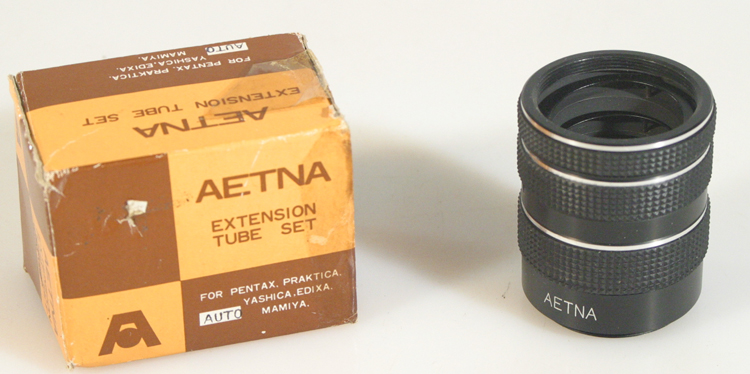 FOR PENTAX, PRAKTICA,
YASHICA,EDIXA,
AUTO MAMIYA.
AETNA
EXTENSION TUBE SET
AETNA
EXTENSION
TUBE SET
FOR PENTAX, PRAKTICA,
YASHICA,EDIXA,
AUTO MAMIYA.
A
AETNA